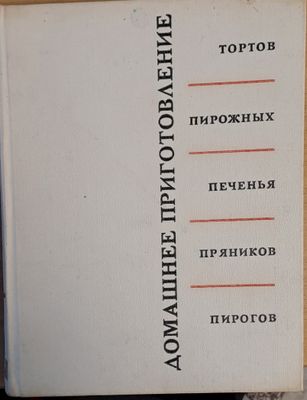 ДОМАШНЕЕ ПРИГОТОВЛЕНИЕ
ТОРТОВ
ПИРОЖНЫХ
ПЕЧЕНЬЯ
ПРЯНИКОВ
ПИРОГОВ